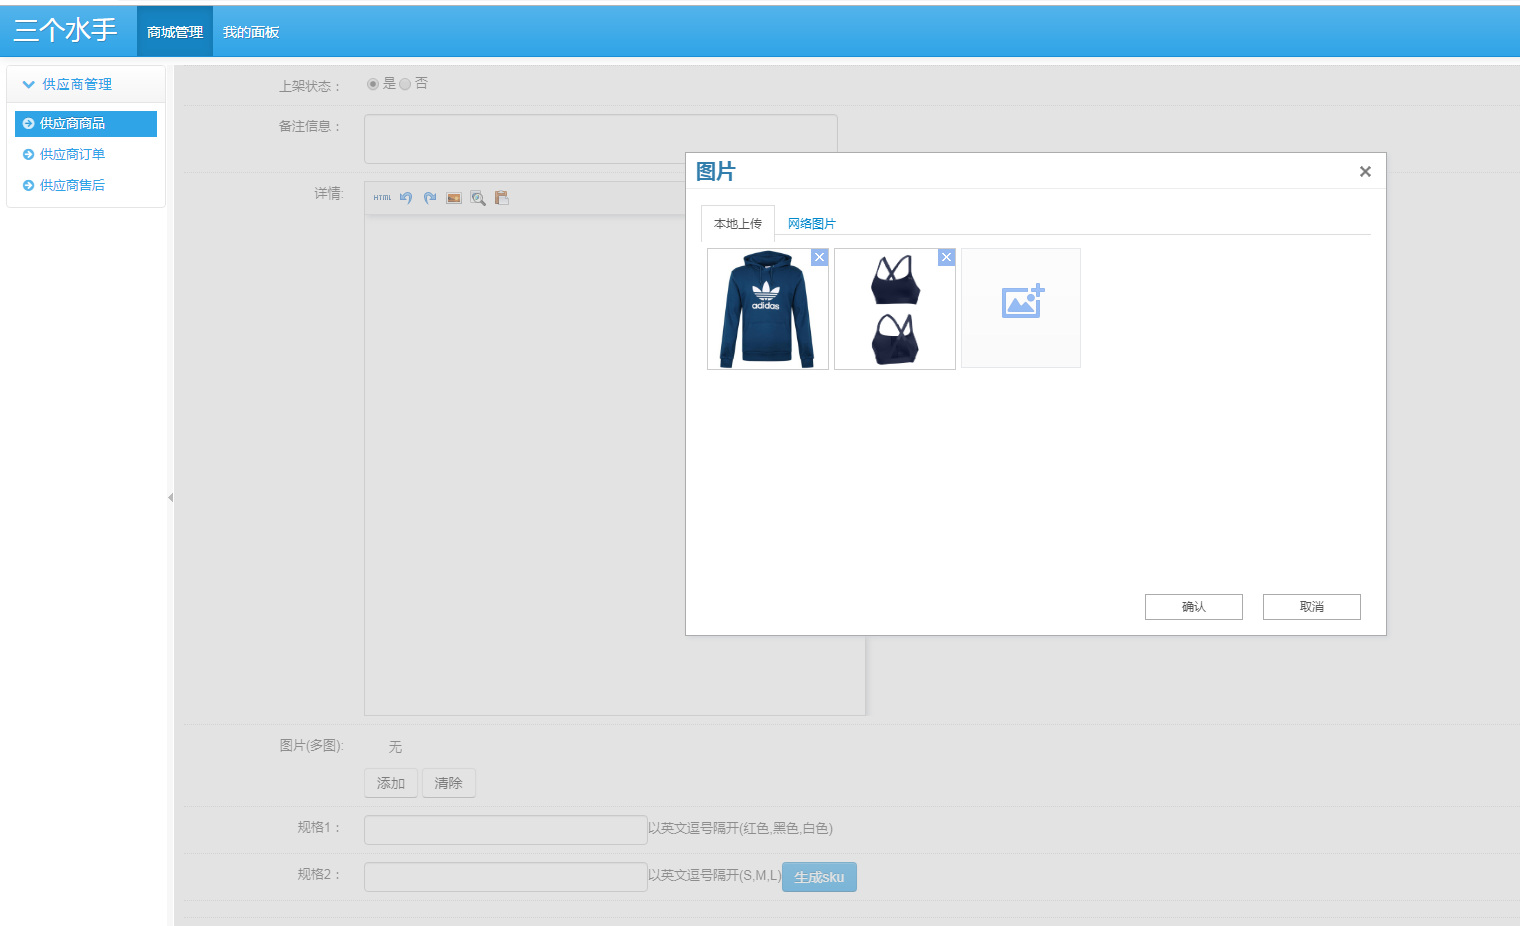 三个水手
商城管理
我的面板
供应商管理
供应商商品
供应商订单
供应商售后
上架状态：
是
否
备注信息：
详情:
HTML
图片
×
本地上传
网络图片
adidas
确认
取消
图片(多图):
无
添加
清除
规格1：
以英文逗号隔开(红色,黑色,白色)
规格2：
以英文逗号隔开(S,M,L)
生成sku